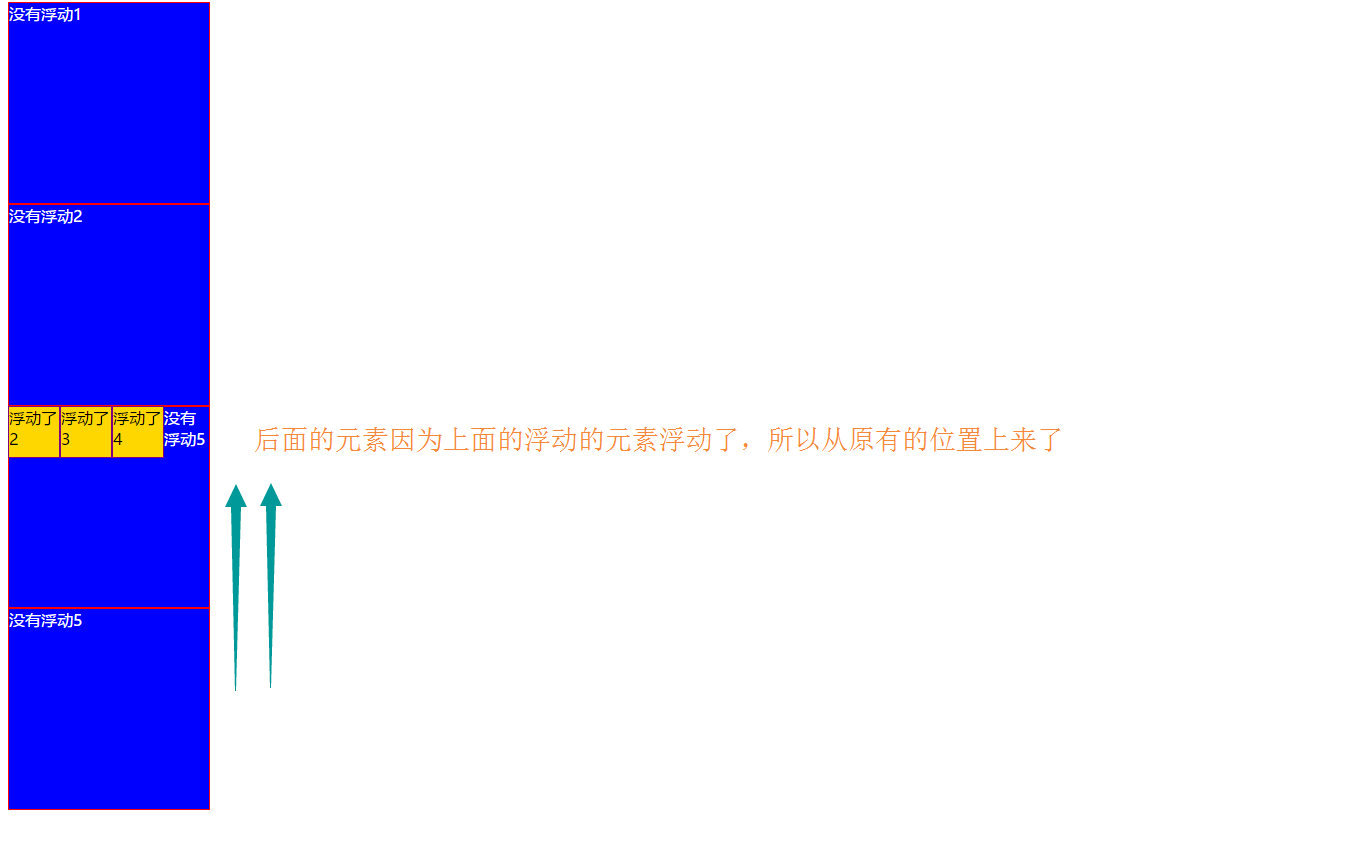 没有浮动1
没有浮动2
浮动了
2
浮动了
3
浮动了
4
没有
浮动5
后面的元素因为上面的浮动的元素浮动了，所以从原有的位置上来了
没有浮动5